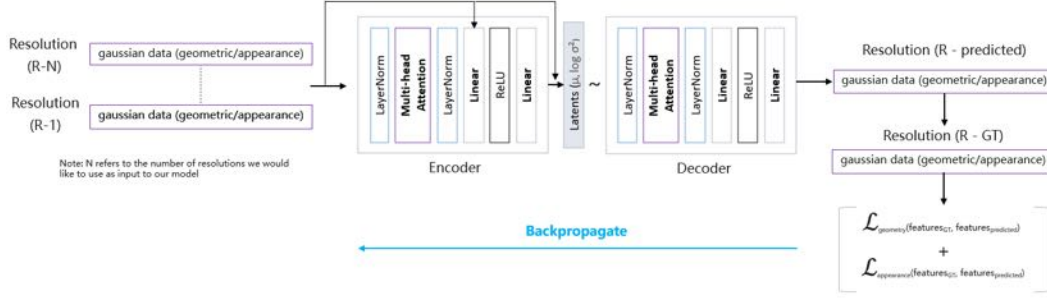 Resolution
(R-N)
gaussian data (geometric/appearance)
Resolution
(R-1)
gaussian data (geometric/appearance)
Note: N refers to the number of resolutions we would
like to use as input to our model
LayerNorm
Multi-head
Attention
LayerNorm
Linear
ReLU
Linear
Encoder
Latents (μ, log σ²)
~
LayerNorm
Multi-head
Attention
LayerNorm
Linear
ReLU
Linear
Decoder
Backpropagate
Resolution (R - predicted)
gaussian data (geometric/appearance)
Resolution (R - GT)
gaussian data (geometric/appearance)
ℒgeometry(featuresGT, featurespredicted)
+
ℒappearance(featuresGT, featurespredicted)